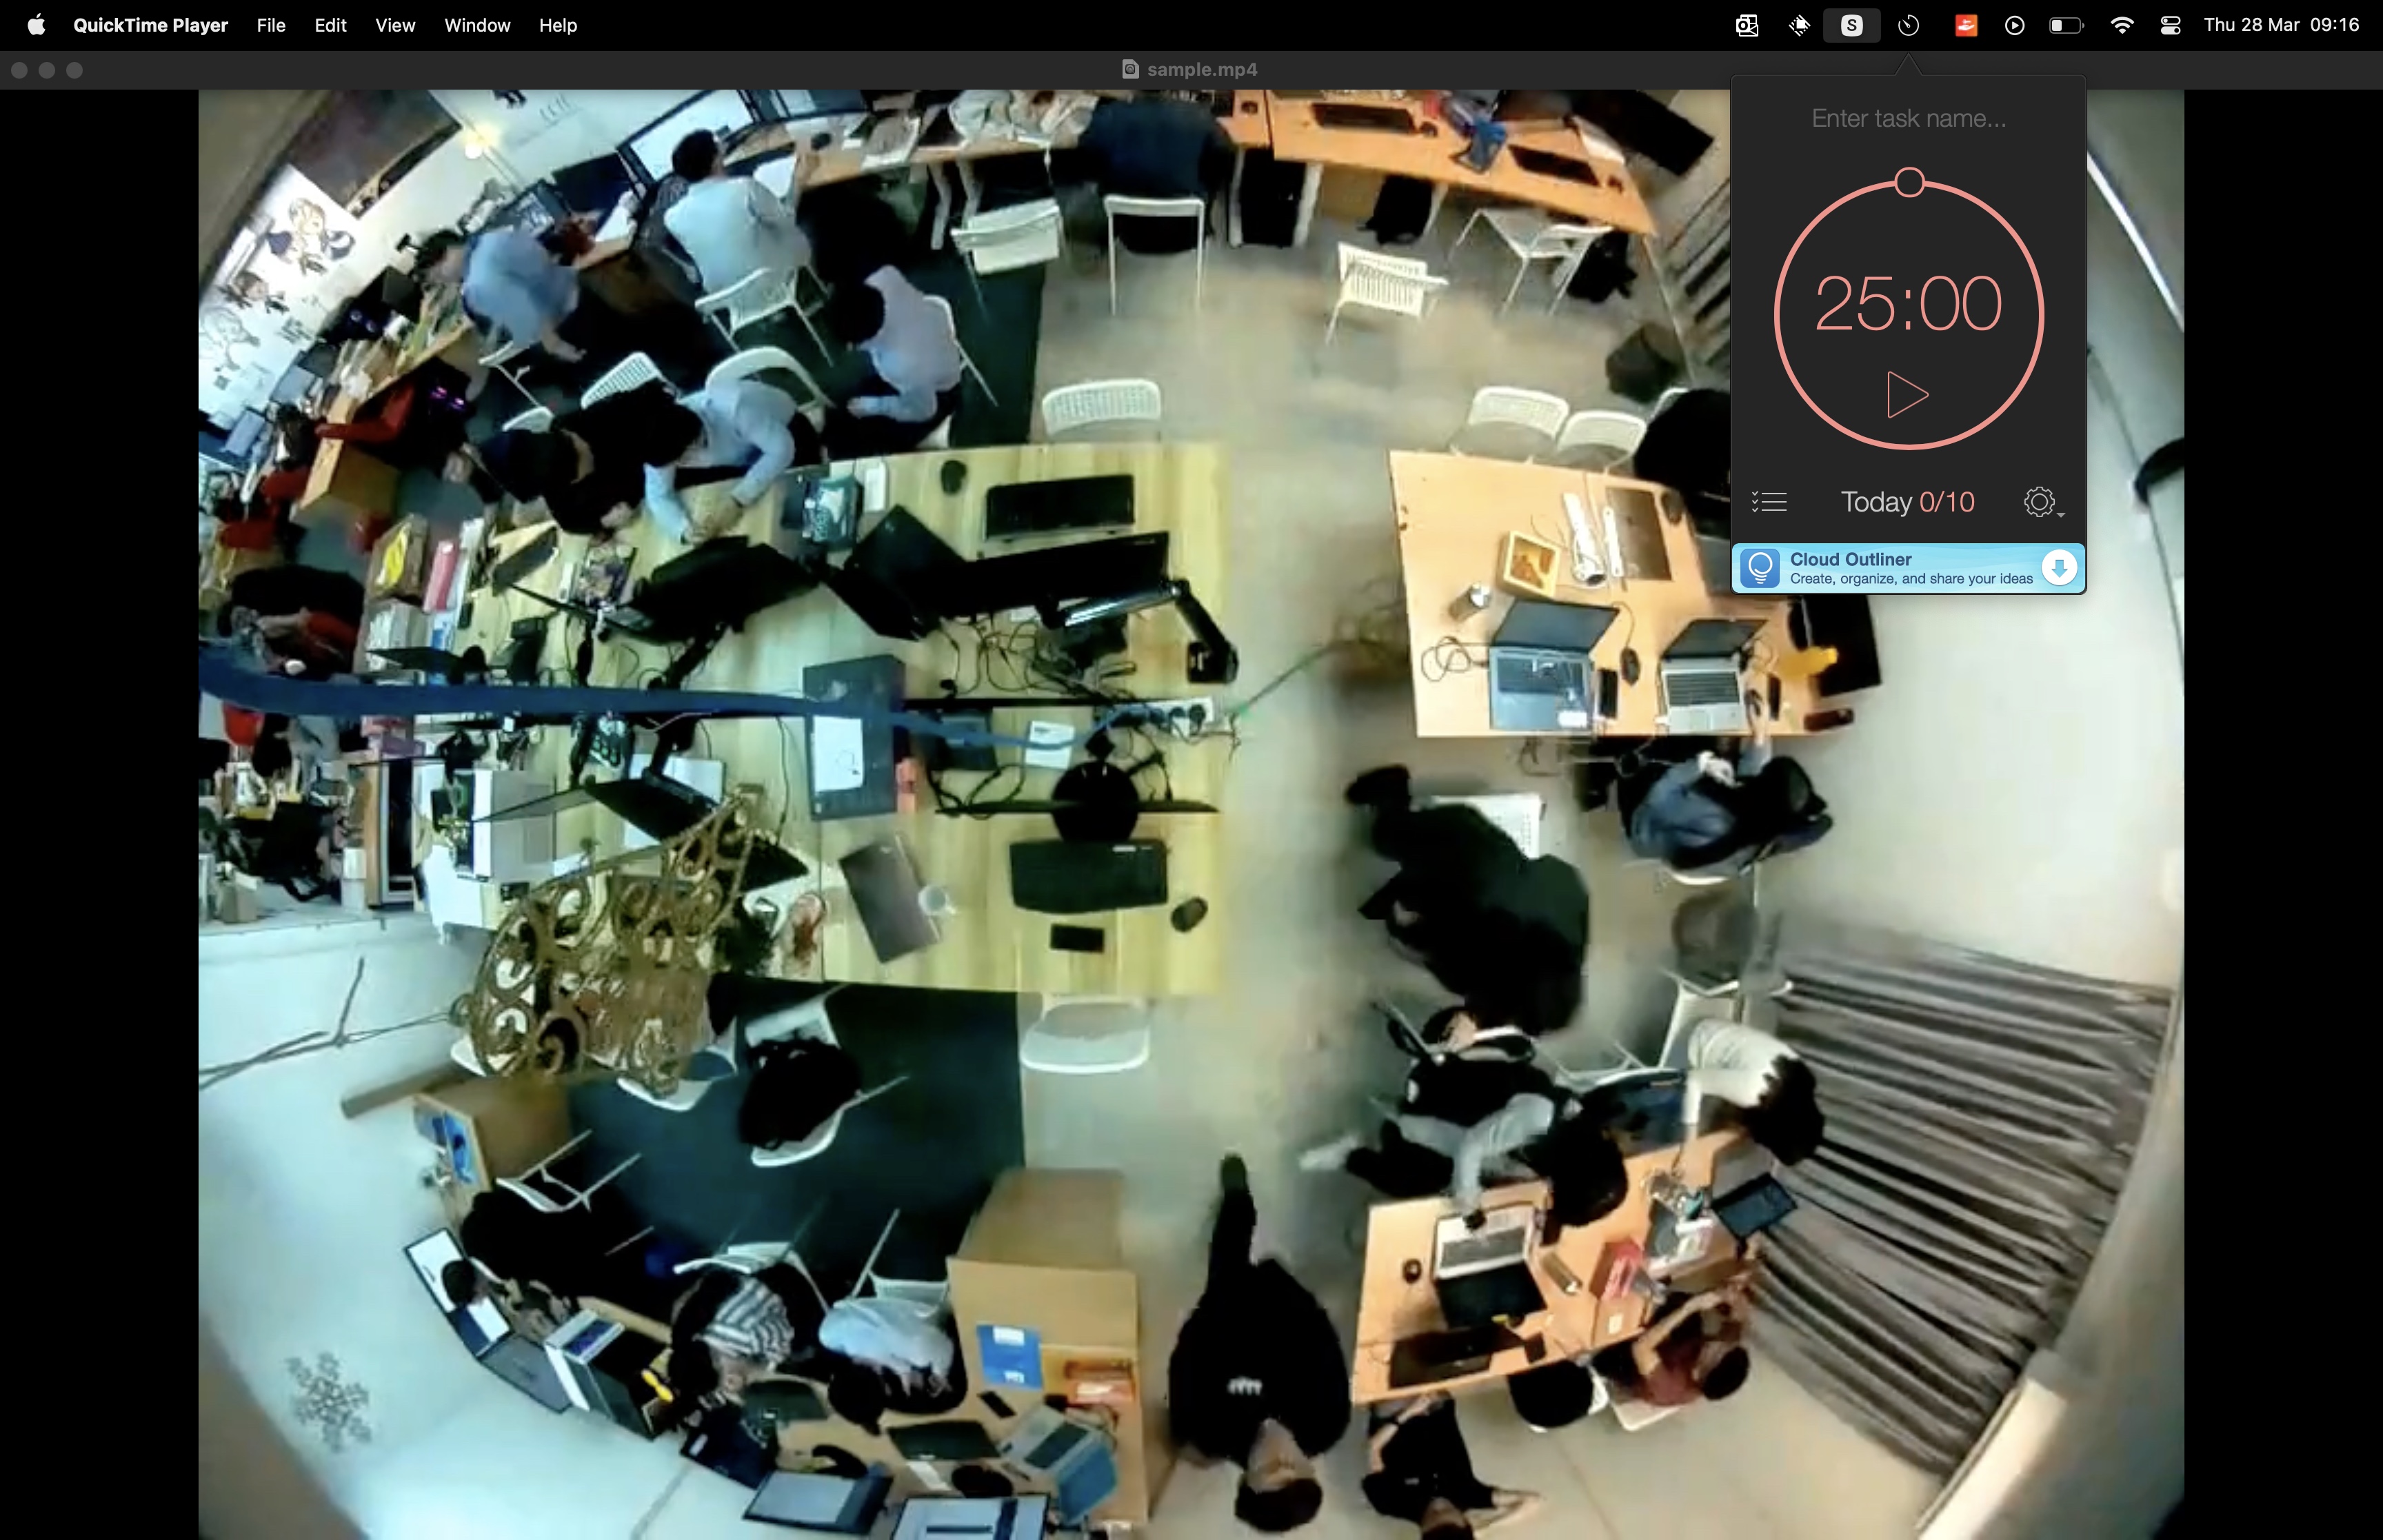 QuickTime Player File Edit View Window Help
S
Thu 28 Mar 09:16
sample.mp4
Enter task name...
25:00
Today 0/10
Cloud Outliner
Create, organize, and share your ideas